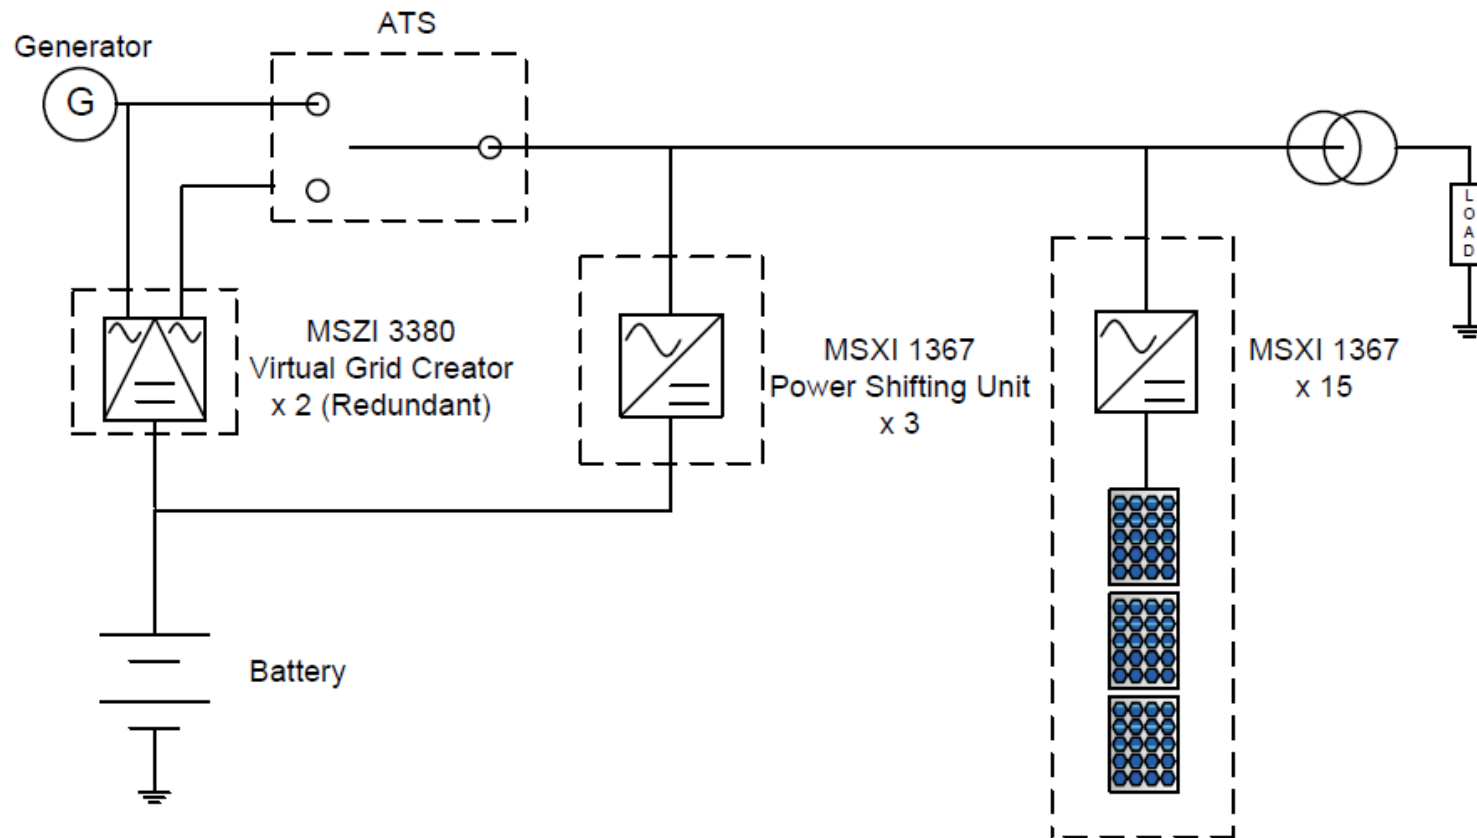 ATS
Generator
G
MSZI 3380
Virtual Grid Creator
x 2 (Redundant)
MSXI 1367
Power Shifting Unit
x 3
MSXI 1367
x 15
LOAD
Battery